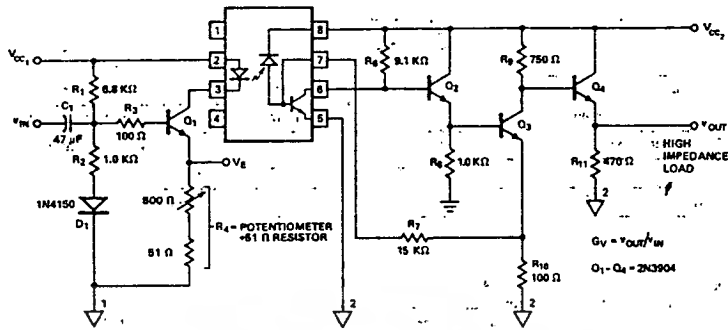 V_CC1
R1
6.8 KΩ
v_IN
C1
47 μF
R3
100 Ω
R2
1.0 KΩ
1N4150
D1
1
Q1
V_E
500 Ω
51 Ω
R4 = POTENTIOMETER
+51 Ω RESISTOR
1
2
3
4
8
7
6
5
2
R6
9.1 KΩ
Q2
R8
1.0 KΩ
R7
15 KΩ
R9
750 Ω
Q3
R10
100 Ω
2
Q4
V_CC2
v_OUT
HIGH
IMPEDANCE
LOAD
R11
470 Ω
2
G_V = v_OUT/v_IN
Q1 - Q4 = 2N3904